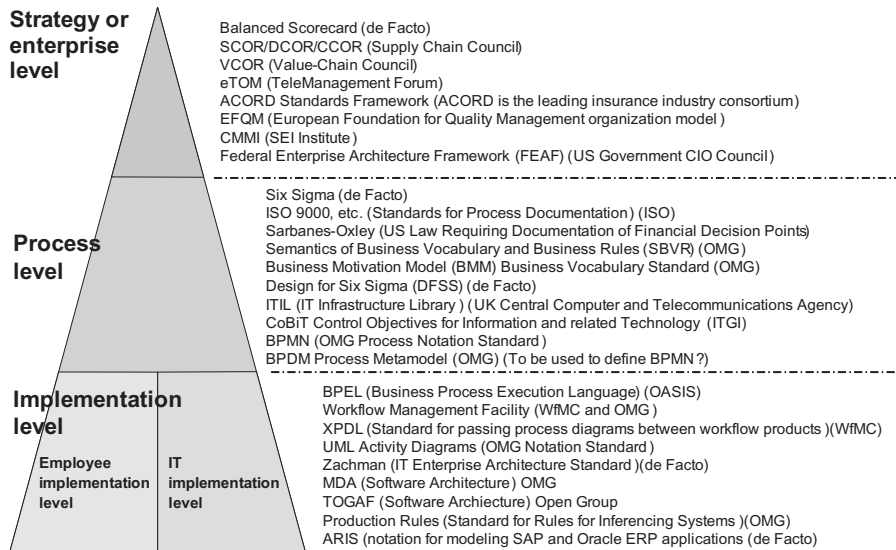 Strategy or
enterprise
level
Balanced Scorecard (de Facto)
SCOR/DCOR/CCOR (Supply Chain Council)
VCOR (Value-Chain Council)
eTOM (TeleManagement Forum)
ACORD Standards Framework (ACORD is the leading insurance industry consortium)
EFQM (European Foundation for Quality Management organization model )
CMMI (SEI Institute)
Federal Enterprise Architecture Framework (FEAF) (US Government CIO Council)
Process
level
Six Sigma (de Facto)
ISO 9000, etc. (Standards for Process Documentation) (ISO)
Sarbanes-Oxley (US Law Requiring Documentation of Financial Decision Points)
Semantics of Business Vocabulary and Business Rules (SBVR) (OMG)
Business Motivation Model (BMM) Business Vocabulary Standard (OMG)
Design for Six Sigma (DFSS) (de Facto)
ITIL (IT Infrastructure Library ) (UK Central Computer and Telecommunications Agency)
CoBiT Control Objectives for Information and related Technology (ITGI)
BPMN (OMG Process Notation Standard)
BPDM Process Metamodel (OMG) (To be used to define BPMN?)
Implementation
level
Employee
implementation
level
IT
implementation
level
BPEL (Business Process Execution Language) (OASIS)
Workflow Management Facility (WfMC and OMG )
XPDL (Standard for passing process diagrams between workflow products )(WfMC)
UML Activity Diagrams (OMG Notation Standard )
Zachman (IT Enterprise Architecture Standard )(de Facto)
MDA (Software Architecture) OMG
TOGAF (Software Archiecture) Open Group
Production Rules (Standard for Rules for Inferencing Systems )(OMG)
ARIS (notation for modeling SAP and Oracle ERP applications (de Facto)